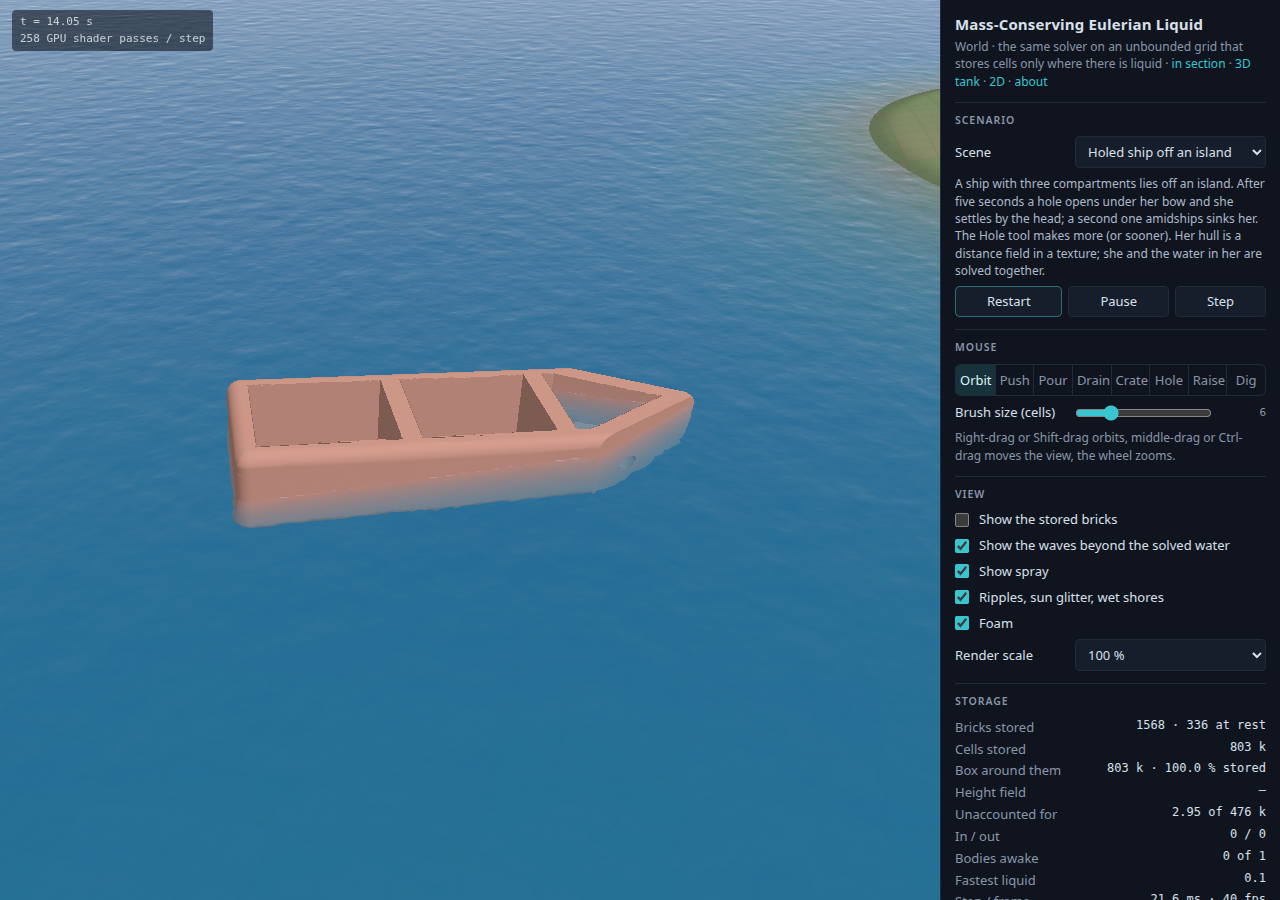 t = 14.05 s
258 GPU shader passes / step
Mass-Conserving Eulerian Liquid
World · the same solver on an unbounded grid that
stores cells only where there is liquid · in section · 3D
tank · 2D · about
SCENARIO
Scene
Holed ship off an island
A ship with three compartments lies off an island. After
five seconds a hole opens under her bow and she
settles by the head; a second one amidships sinks her.
The Hole tool makes more (or sooner). Her hull is a
distance field in a texture; she and the water in her are
solved together.
Restart Pause Step
MOUSE
Orbit Push Pour Drain Crate Hole Raise Dig
Brush size (cells) 6
Right-drag or Shift-drag orbits, middle-drag or Ctrl-
drag moves the view, the wheel zooms.
VIEW
Show the stored bricks
Show the waves beyond the solved water
Show spray
Ripples, sun glitter, wet shores
Foam
Render scale 100 %
STORAGE
Bricks stored 1568 · 336 at rest
Cells stored 803 k
Box around them 803 k · 100.0 % stored
Height field –
Unaccounted for 2.95 of 476 k
In / out 0 / 0
Bodies awake 0 of 1
Fastest liquid 0.1
Step / frame 21.6 ms · 40 fps